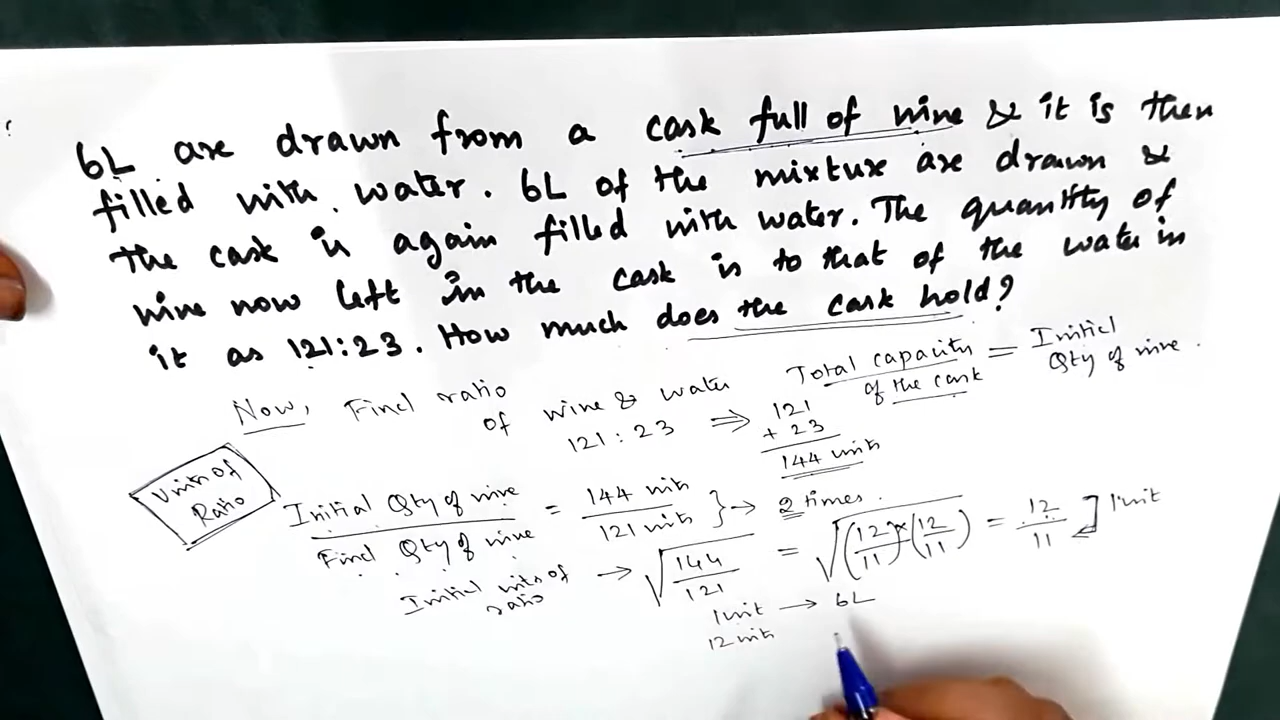 6L are drawn from a cask full of wine & it is then
filled with water. 6L of the mixture are drawn &
the cask is again filled with water. The quantity of
wine now left in the cask is to that of the water in
it as 121:23. How much does the cask hold?
Total capacity of the cask = Initial Qty of wine.
Now, Final ratio of wine & water
121 : 23 ⇒ 121
+ 23
144 units
Units of
Ratio
Initial Qty of wine / Final Qty of wine = 144 units / 121 units } → 2 times.
Initial units of ratio → √(144/121) = √((12/11)×(12/11)) = 12/11 ] 1 unit
1 unit → 6L
12 units